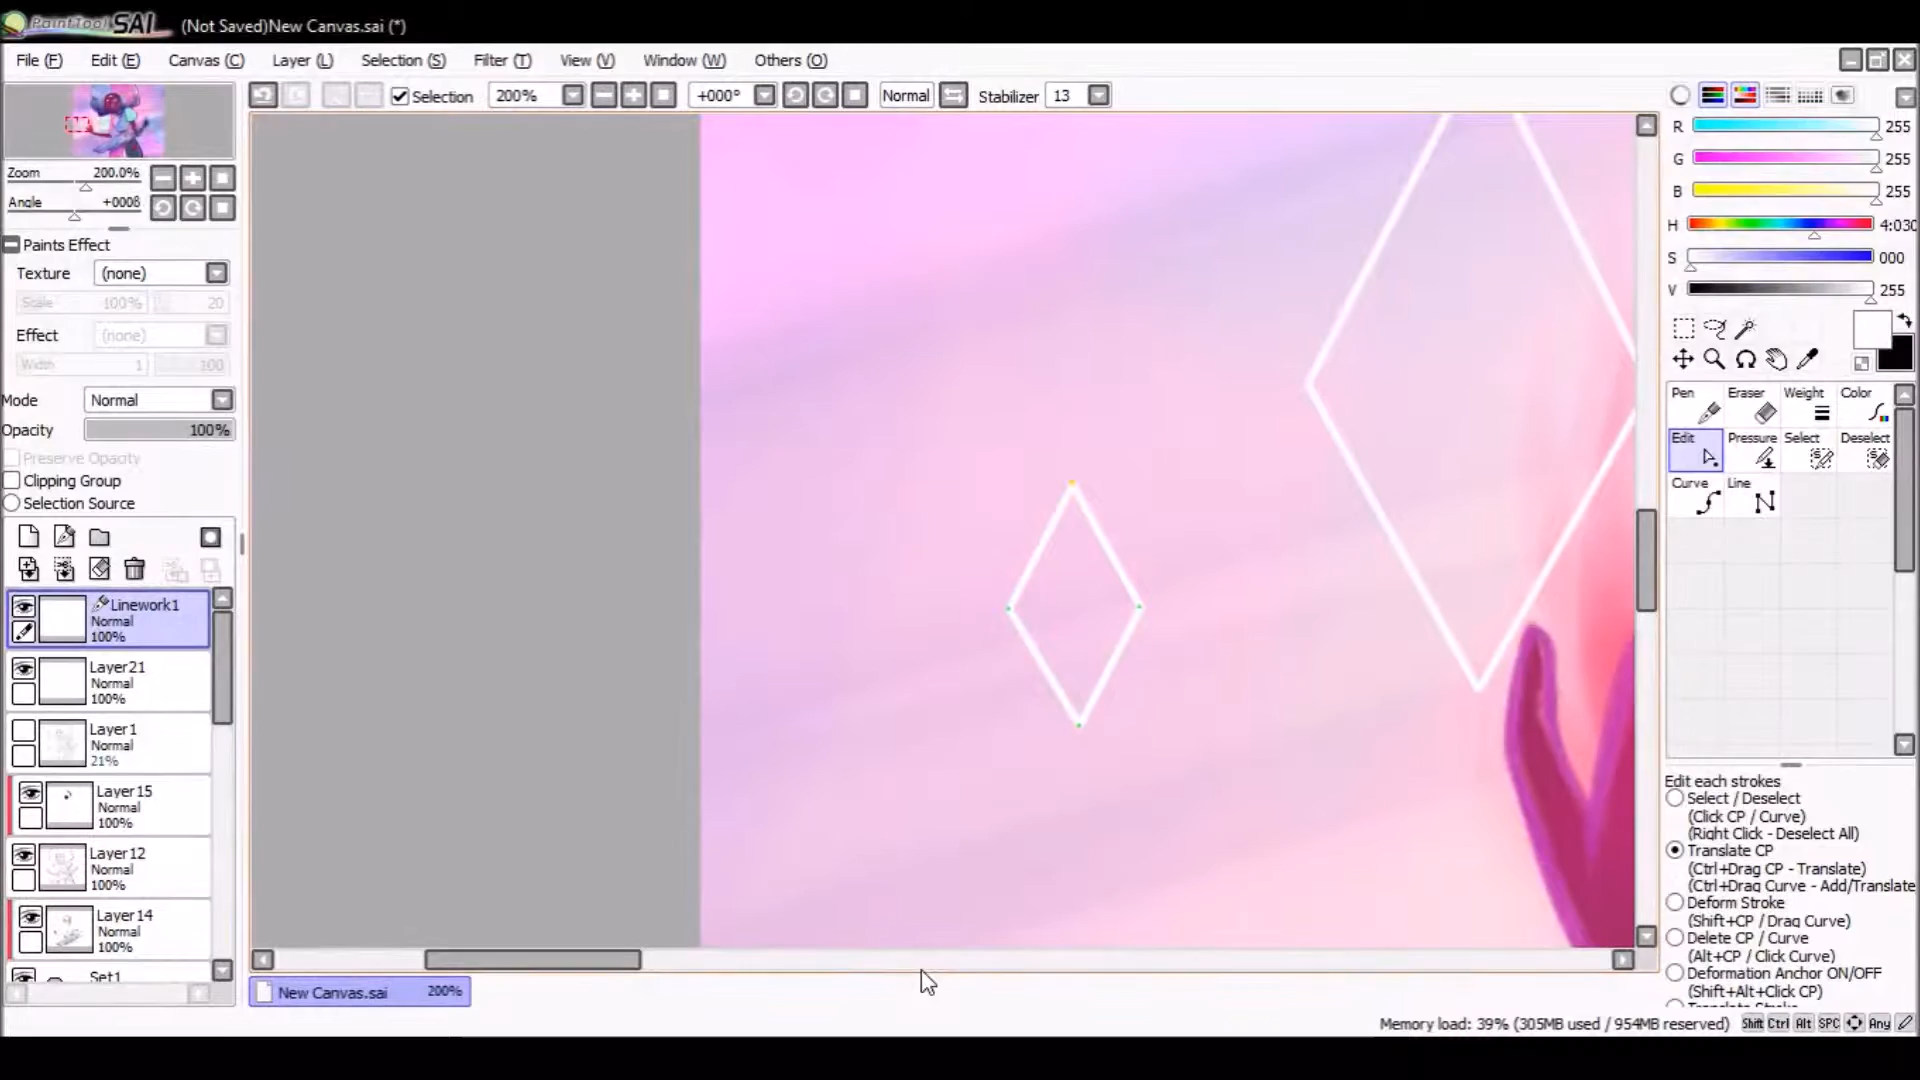 PaintTool SAI (Not Saved)New Canvas.sai (*)
File (F) Edit (E) Canvas (C) Layer (L) Selection (S) Filter (T) View (V) Window (W) Others (O)
Selection 200% +000° Normal Stabilizer 13
Zoom 200.0%
Angle +000δ
Paints Effect
Texture (none)
Scale 100% 20
Effect (none)
Width 1 100
Mode Normal
Opacity 100%
Preserve Opacity
Clipping Group
Selection Source
Linework1
Normal
100%
Layer21
Normal
100%
Layer1
Normal
21%
Layer15
Normal
100%
Layer12
Normal
100%
Layer14
Normal
100%
Set1
New Canvas.sai 200%
R 255
G 255
B 255
H 4:030
S 000
V 255
Pen Eraser Weight Color
Edit Pressure Select Deselect
Curve Line
Edit each strokes
Select / Deselect
(Click CP / Curve)
(Right Click - Deselect All)
Translate CP
(Ctrl+Drag CP - Translate)
(Ctrl+Drag Curve - Add/Translate
Deform Stroke
(Shift+CP / Drag Curve)
Delete CP / Curve
(Alt+CP / Click Curve)
Deformation Anchor ON/OFF
(Shift+Alt+Click CP)
Memory load: 39% (305MB used / 954MB reserved) Shift Ctrl Alt SPC Any